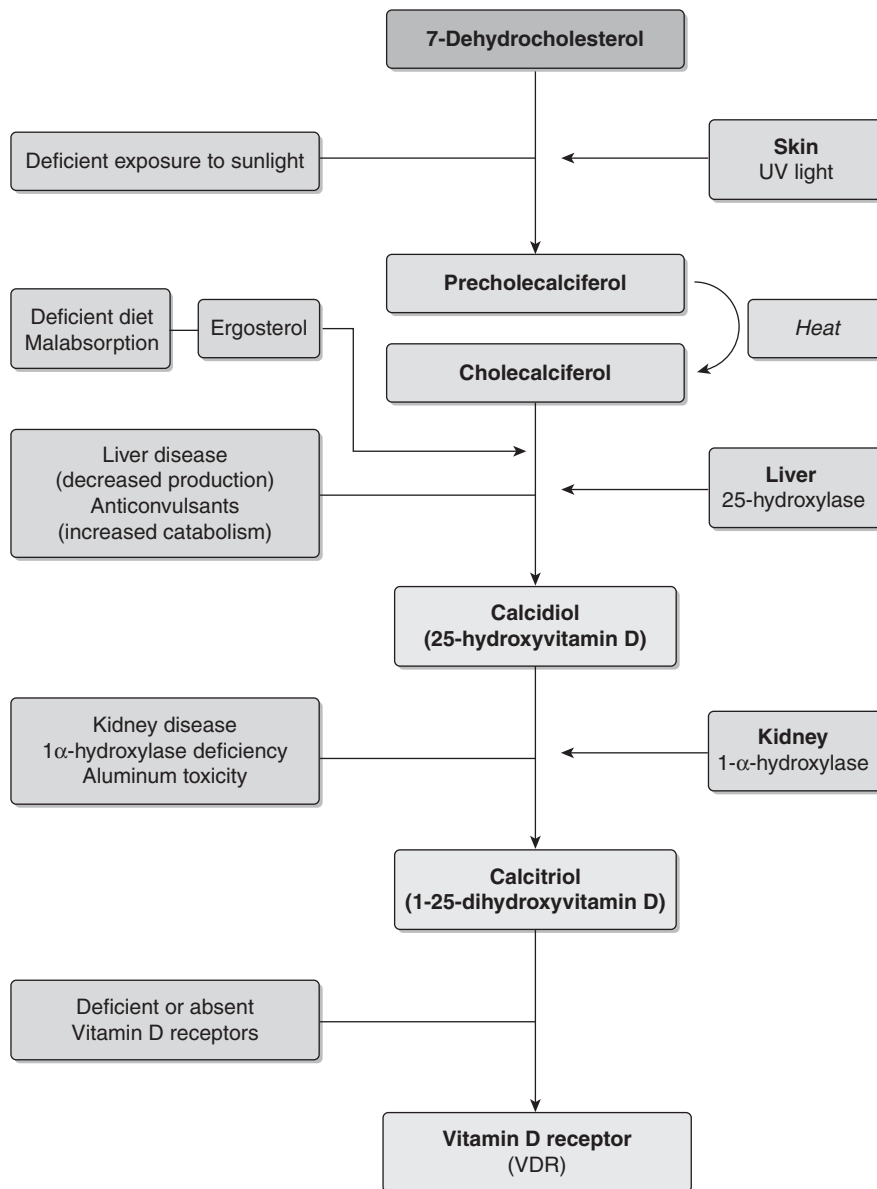 7-Dehydrocholesterol
Deficient exposure to sunlight
Skin
UV light
Precholecalciferol
Deficient diet
Malabsorption
Ergosterol
Heat
Cholecalciferol
Liver disease
(decreased production)
Anticonvulsants
(increased catabolism)
Liver
25-hydroxylase
Calcidiol
(25-hydroxyvitamin D)
Kidney disease
1α-hydroxylase deficiency
Aluminum toxicity
Kidney
1-α-hydroxylase
Calcitriol
(1-25-dihydroxyvitamin D)
Deficient or absent
Vitamin D receptors
Vitamin D receptor
(VDR)